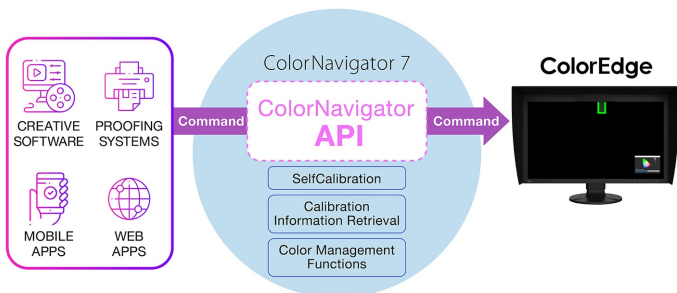 CREATIVE
SOFTWARE
PROOFING
SYSTEMS
MOBILE
APPS
WEB
APPS
Command
ColorNavigator 7
ColorNavigator
API
SelfCalibration
Calibration
Information Retrieval
Color Management
Functions
Command
ColorEdge